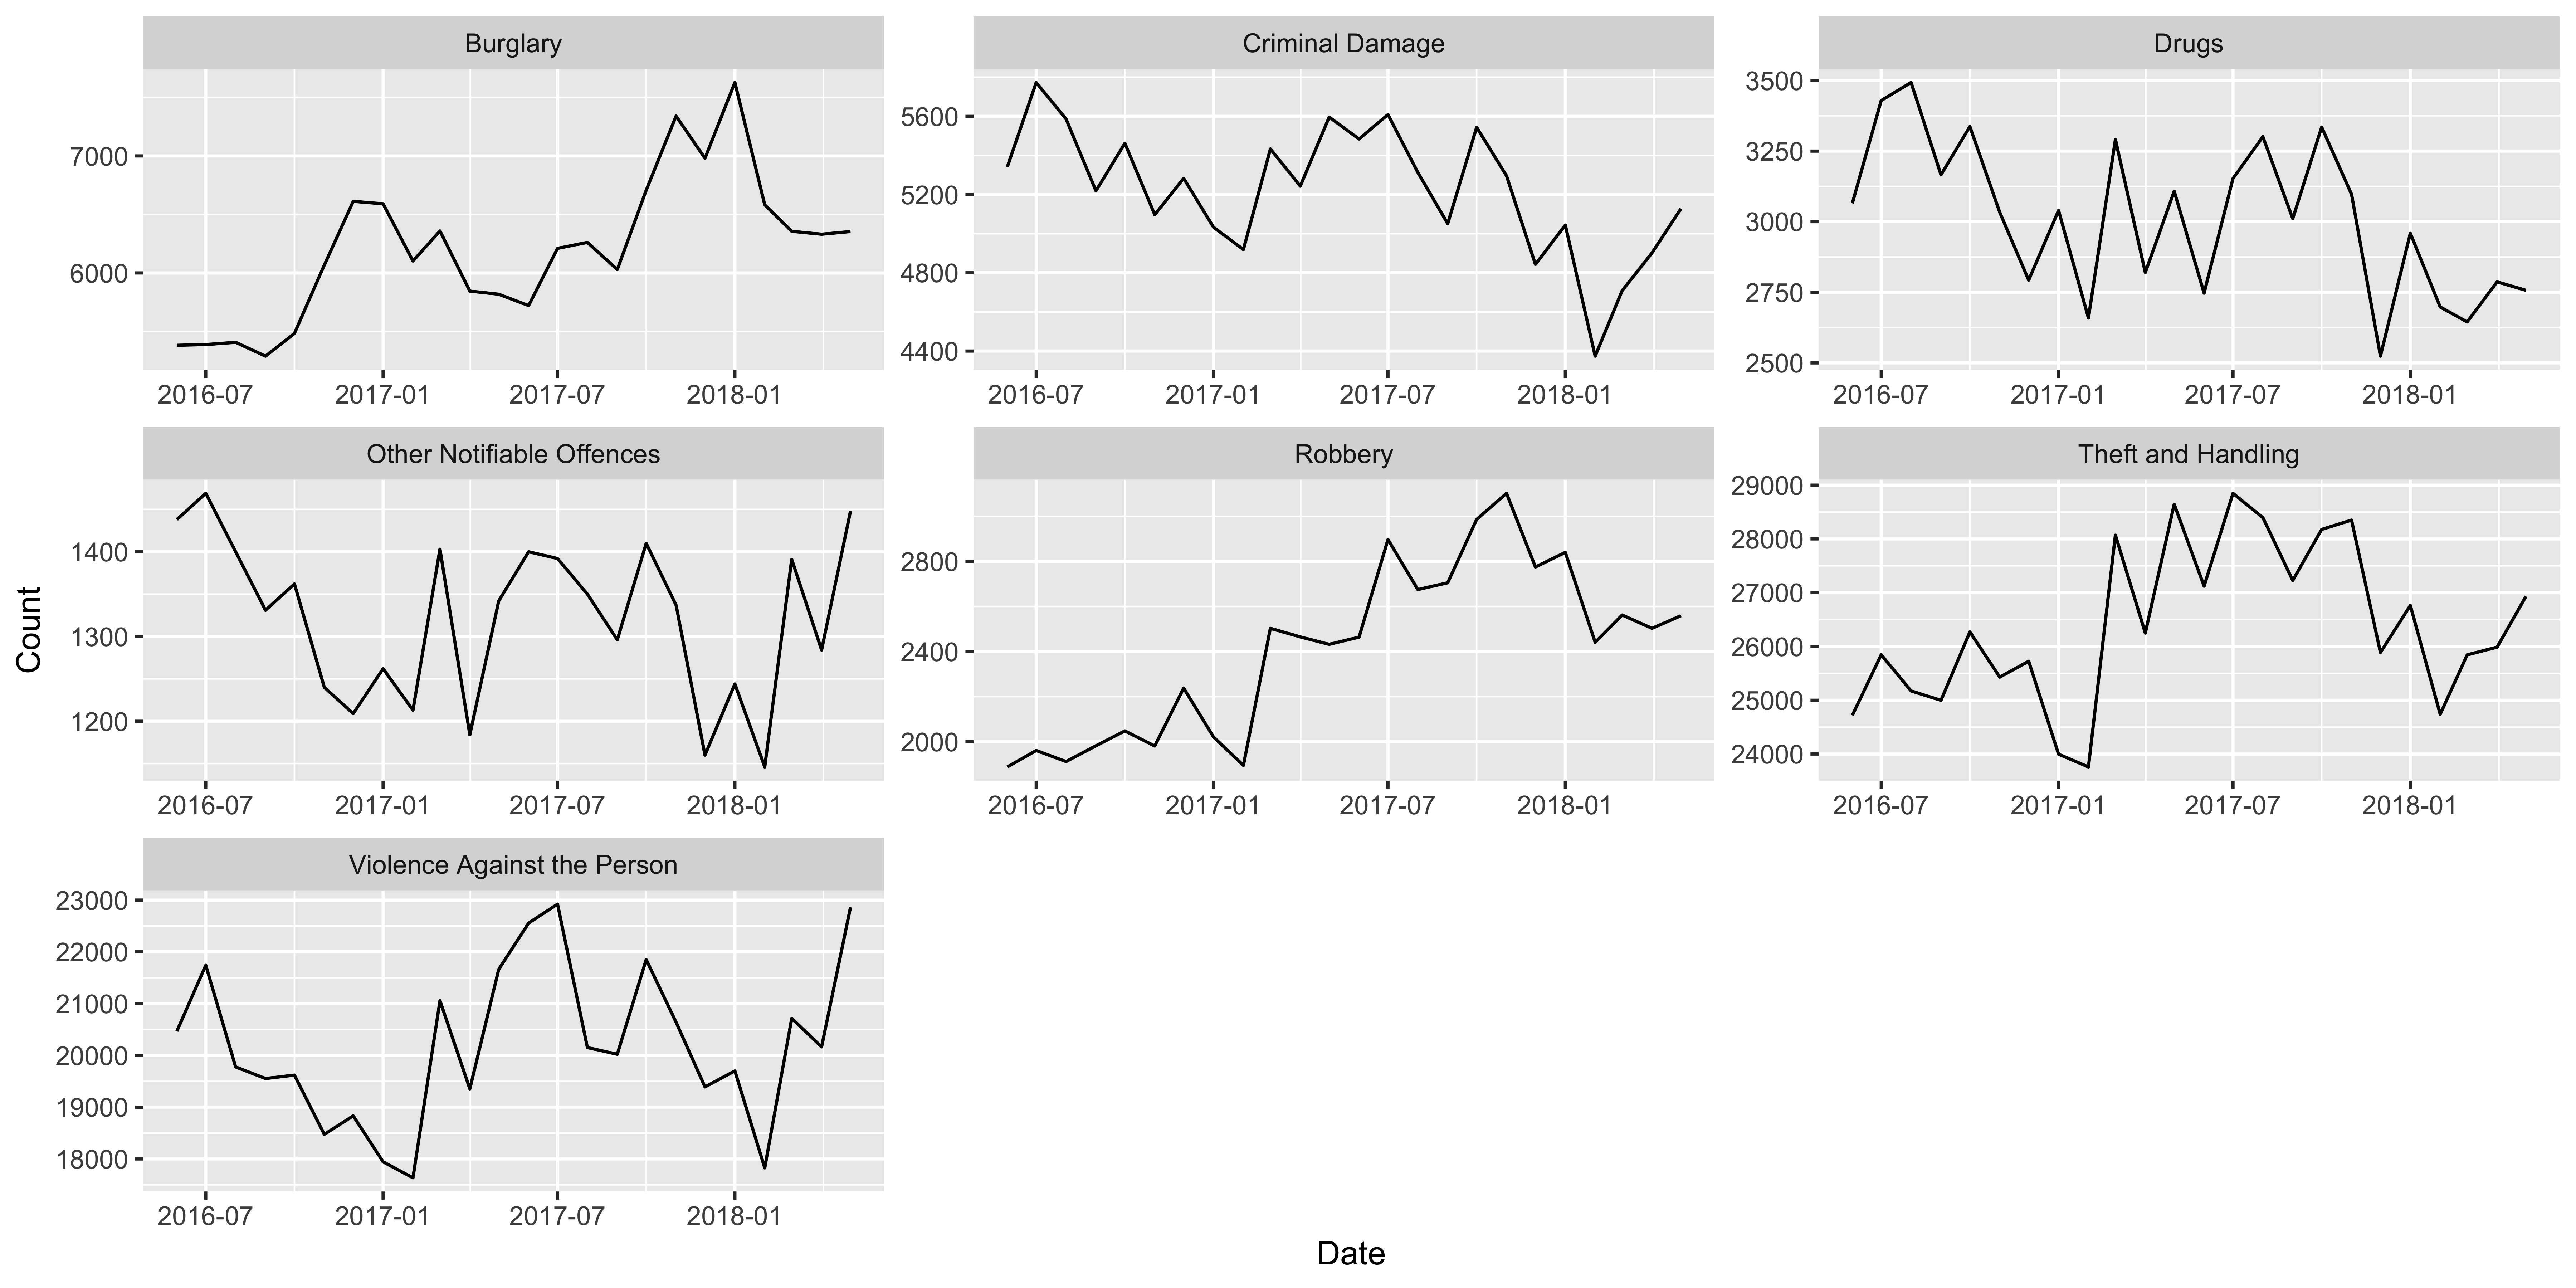 Burglary
7000
6000
2016-07 2017-01 2017-07 2018-01
Criminal Damage
5600
5200
4800
4400
2016-07 2017-01 2017-07 2018-01
Drugs
3500
3250
3000
2750
2500
2016-07 2017-01 2017-07 2018-01
Other Notifiable Offences
1400
1300
1200
2016-07 2017-01 2017-07 2018-01
Robbery
2800
2400
2000
2016-07 2017-01 2017-07 2018-01
Theft and Handling
29000
28000
27000
26000
25000
24000
2016-07 2017-01 2017-07 2018-01
Violence Against the Person
23000
22000
21000
20000
19000
18000
2016-07 2017-01 2017-07 2018-01
Count
Date